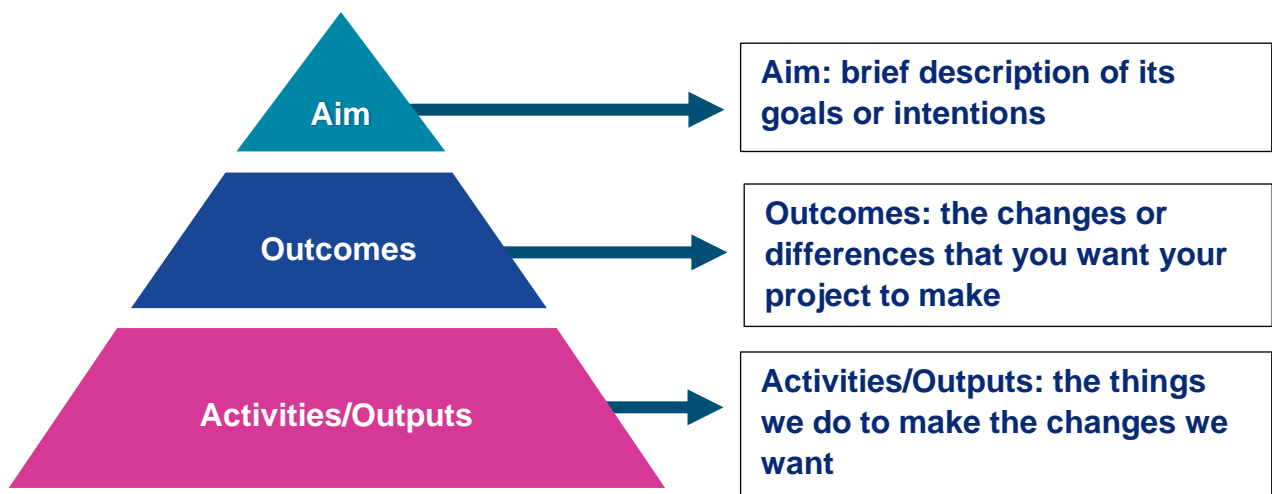 Aim
Aim: brief description of its
goals or intentions
Outcomes
Outcomes: the changes or
differences that you want your
project to make
Activities/Outputs
Activities/Outputs: the things
we do to make the changes we
want